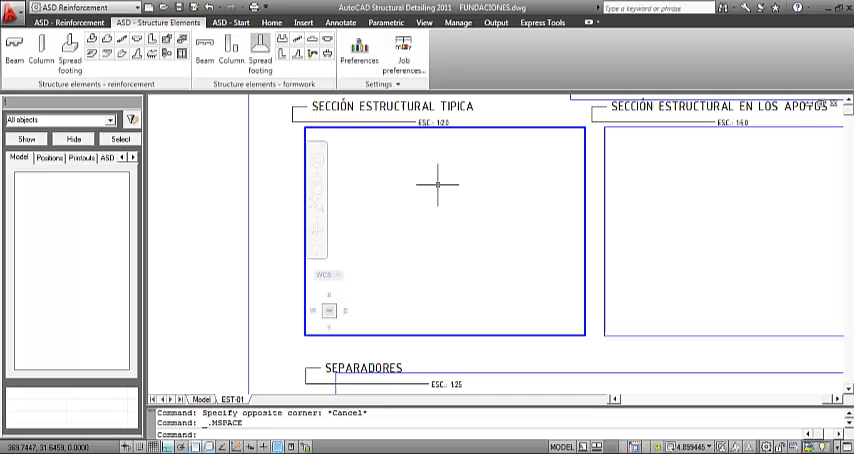 ASD Reinforcement
AutoCAD Structural Detailing 2011 FUNDACIONES.dwg
Type a keyword or phrase
ASD - Reinforcement ASD - Structure Elements ASD - Start Home Insert Annotate Parametric View Manage Output Express Tools
Beam Column Spread footing
Structure elements - reinforcement
Beam Column Spread footing
Structure elements - formwork
Preferences Job preferences...
Settings
All objects
Show Hide Select
Model Positions Printouts ASD
SECCIÓN ESTRUCTURAL TIPICA
ESC.: 1:20
SECCIÓN ESTRUCTURAL EN LOS APOYOS
ESC.: 1:50
WCS
W E
SEPARADORES
ESC.: 1:25
Model EST-01
Command: Specify opposite corner: *Cancel*
Command: _.MSPACE
Command:
369.7447, 31.6459, 0.0000
MODEL
4.899445